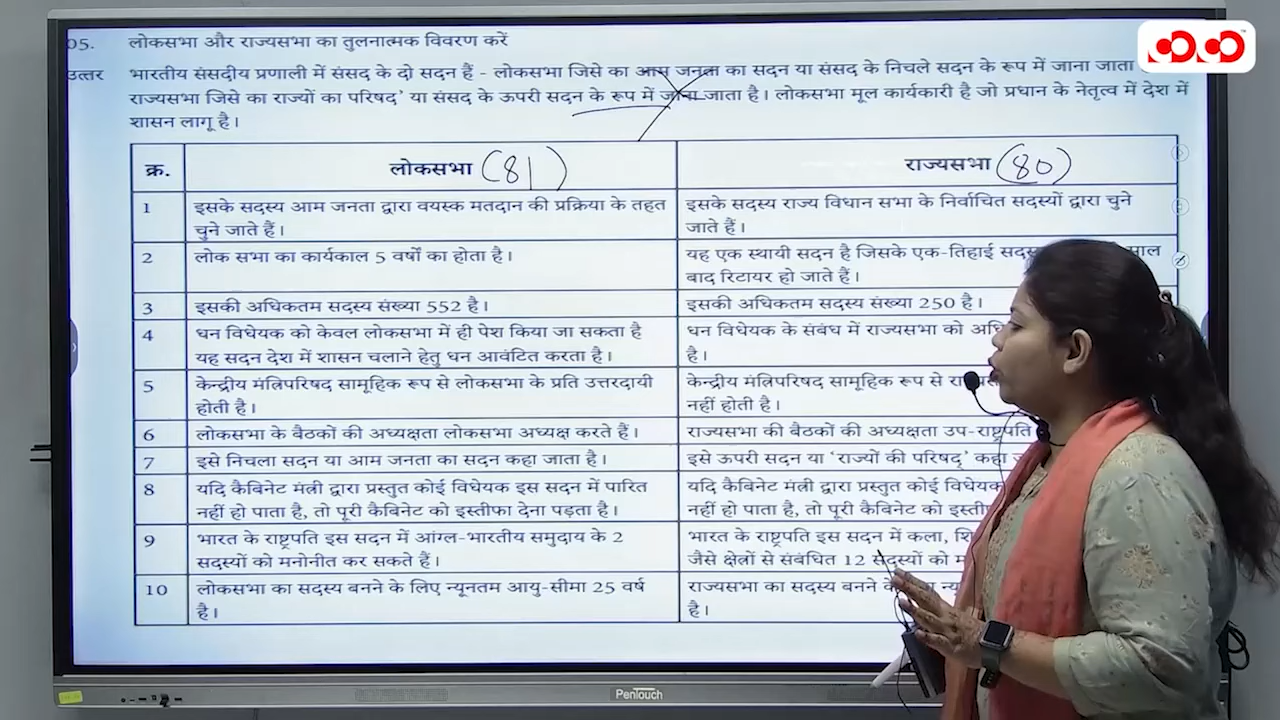 05. लोकसभा और राज्यसभा का तुलनात्मक विवरण करें
उत्तर भारतीय संसदीय प्रणाली में संसद के दो सदन हैं - लोकसभा जिसे का आम जनता का सदन या संसद के निचले सदन के रूप में जाना जाता
राज्यसभा जिसे का राज्यों का परिषद’ या संसद के ऊपरी सदन के रूप में जाना जाता है। लोकसभा मूल कार्यकारी है जो प्रधान के नेतृत्व में देश में
शासन लागू है।
क्र. लोकसभा (81) राज्यसभा (80)
1 इसके सदस्य आम जनता द्वारा वयस्क मतदान की प्रक्रिया के तहत
चुने जाते हैं।
इसके सदस्य राज्य विधान सभा के निर्वाचित सदस्यों द्वारा चुने
जाते हैं।
2 लोक सभा का कार्यकाल 5 वर्षों का होता है।
यह एक स्थायी सदन है जिसके एक-तिहाई साल
बाद रिटायर हो जाते हैं।
3 इसकी अधिकतम सदस्य संख्या 552 है।
इसकी अधिकतम सदस्य संख्या 250 है।
4 धन विधेयक को केवल लोकसभा में ही पेश किया जा सकता है
यह सदन देश में शासन चलाने हेतु धन आवंटित करता है।
धन विधेयक के संबंध में राज्यसभा को
है।
5 केन्द्रीय मंत्रिपरिषद सामूहिक रूप से लोकसभा के प्रति उत्तरदायी
होती है।
केन्द्रीय मंत्रिपरिषद सामूहिक रूप से
नहीं होती है।
6 लोकसभा के बैठकों की अध्यक्षता लोकसभा अध्यक्ष करते हैं।
राज्यसभा की बैठकों की अध्यक्षता उप-राष्ट्रपति
7 इसे निचला सदन या आम जनता का सदन कहा जाता है।
इसे ऊपरी सदन या ‘राज्यों की परिषद्’ कहा
8 यदि कैबिनेट मंत्री द्वारा प्रस्तुत कोई विधेयक इस सदन में पारित
नहीं हो पाता है, तो पूरी कैबिनेट को इस्तीफा देना पड़ता है।
यदि कैबिनेट मंत्री द्वारा प्रस्तुत कोई विधेयक
नहीं हो पाता है, तो पूरी कैबिनेट को
9 भारत के राष्ट्रपति इस सदन में आंग्ल-भारतीय समुदाय के 2
सदस्यों को मनोनीत कर सकते हैं।
भारत के राष्ट्रपति इस सदन में कला,
जैसे क्षेत्रों से संबंधित 12 सदस्यों को
10 लोकसभा का सदस्य बनने के लिए न्यूनतम आयु-सीमा 25 वर्ष
है।
राज्यसभा का सदस्य बनने
है।
PenTouch